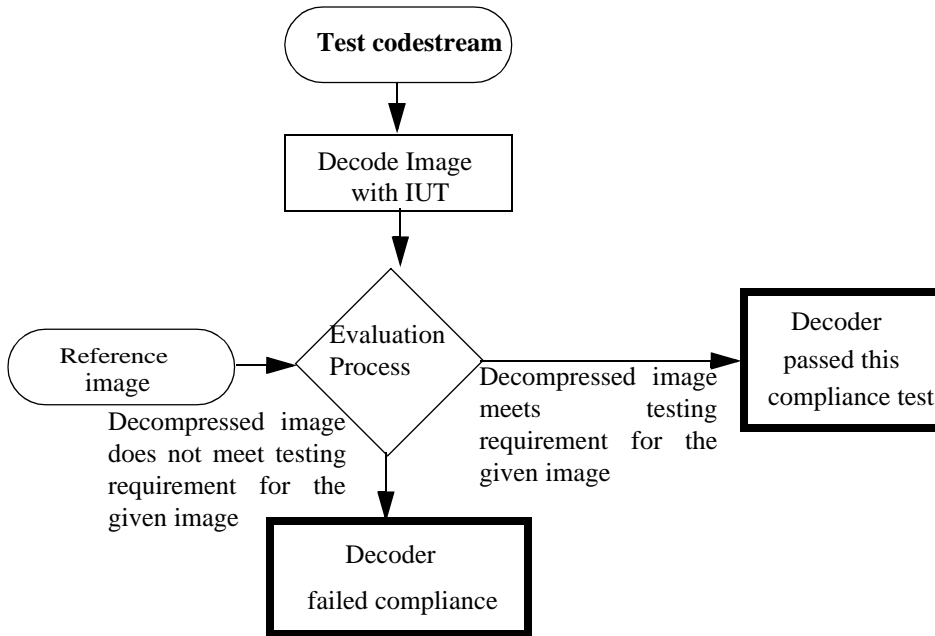 Test codestream
Decode Image
with IUT
Evaluation
Process
Reference
image
Decompressed image
does not meet testing
requirement for the
given image
Decompressed image
meets testing
requirement for the
given image
Decoder
passed this
compliance test
Decoder
failed compliance